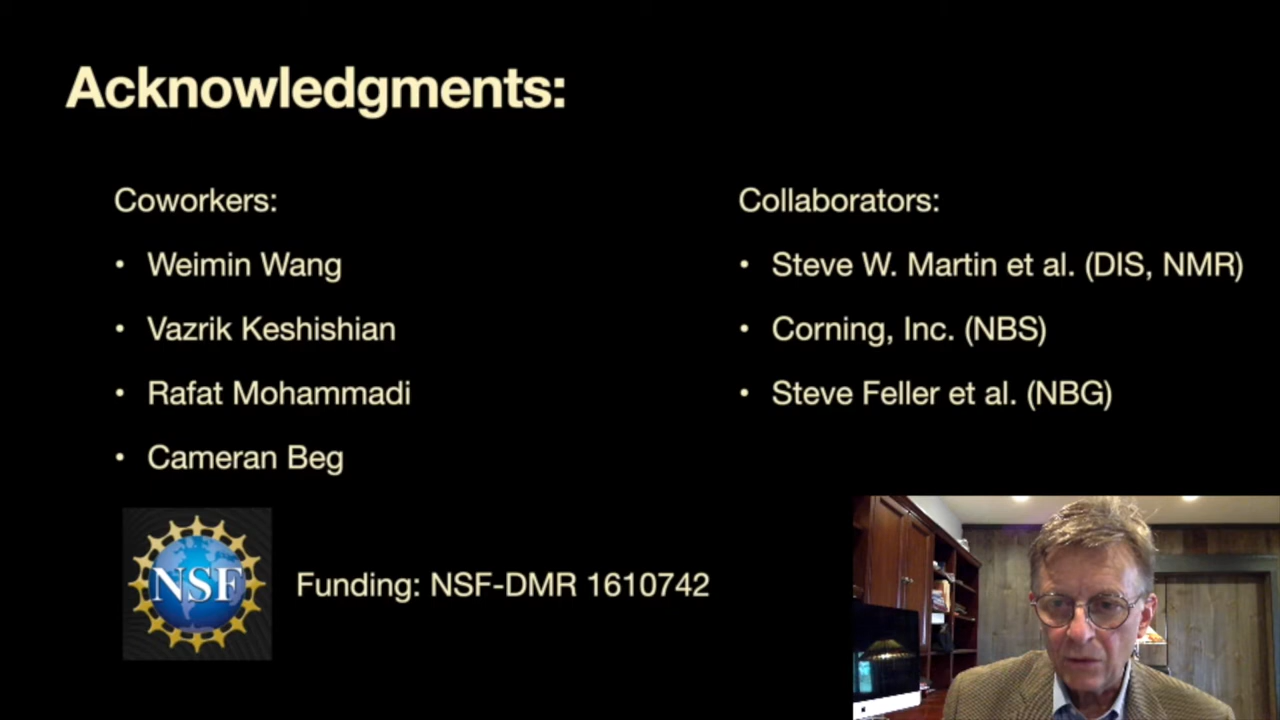 Acknowledgments:
Coworkers:
• Weimin Wang
• Vazrik Keshishian
• Rafat Mohammadi
• Cameran Beg
Collaborators:
• Steve W. Martin et al. (DIS, NMR)
• Corning, Inc. (NBS)
• Steve Feller et al. (NBG)
NSF
Funding: NSF-DMR 1610742